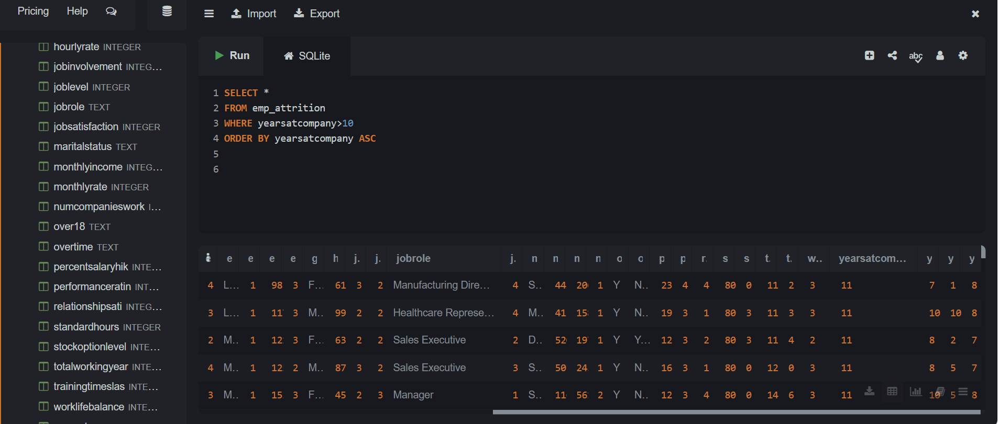 Pricing Help
Import Export
hourlyrate INTEGER
jobinvolvement INTEG...
joblevel INTEGER
jobrole TEXT
jobsatisfaction INTEGER
maritalstatus TEXT
monthlyincome INTEG...
monthlyrate INTEGER
numcompanieswork I...
over18 TEXT
overtime TEXT
percentsalaryhik INTE...
performanceratin INT...
relationshipsati INTEG...
standardhours INTEGER
stockoptionlevel INTE...
totalworkingyear INTE...
trainingtimeslas INTE...
worklifebalance INTE...
Run SQLite
abc
1 SELECT *
2 FROM emp_attrition
3 WHERE yearsatcompany>10
4 ORDER BY yearsatcompany ASC
5
6
e e e e g h j. j. jobrole j. n n n n o o p p r. s s t. t. w.. yearsatcom... y y y
4 L... 1 98 3 F... 61 3 2 Manufacturing Dire... 4 S.. 44 20 1 Y N.. 23 4 4 80 0 11 2 3 11 7 1 8
3 L... 1 11 3 M.. 99 2 2 Healthcare Represe... 4 M.. 41 15 1 Y N.. 19 3 1 80 3 11 3 3 11 10 10 8
2 M.. 1 12 3 F... 63 2 2 Sales Executive 2 D.. 52 19 1 Y Y... 12 3 2 80 3 11 4 2 11 8 2 7
4 M.. 1 12 2 M.. 87 3 2 Sales Executive 3 S.. 50 24 1 Y N.. 16 3 1 80 0 12 0 3 11 8 5 7
3 M.. 1 15 3 F... 45 2 3 Manager 1 S.. 11 56 2 Y N.. 12 3 4 80 0 14 6 3 11 10 5 8